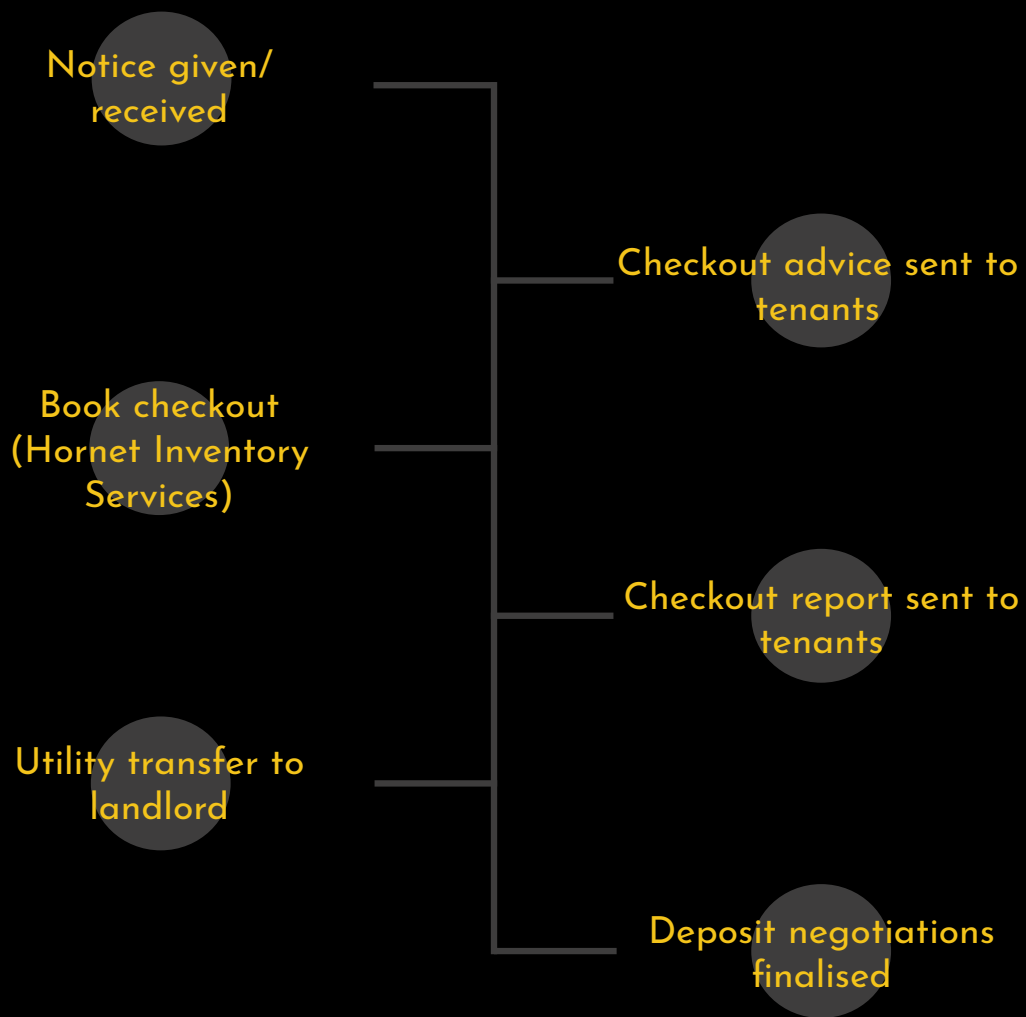 Notice given/
received
Checkout advice sent to
tenants
Book checkout
(Hornet Inventory
Services)
Checkout report sent to
tenants
Utility transfer to
landlord
Deposit negotiations
finalised